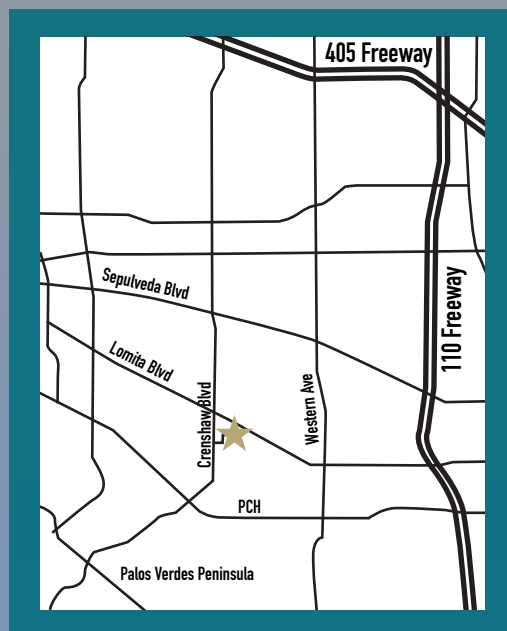 405 Freeway
110 Freeway
Sepulveda Blvd
Lomita Blvd
Crenshaw Blvd
Western Ave
PCH
Palos Verdes Peninsula